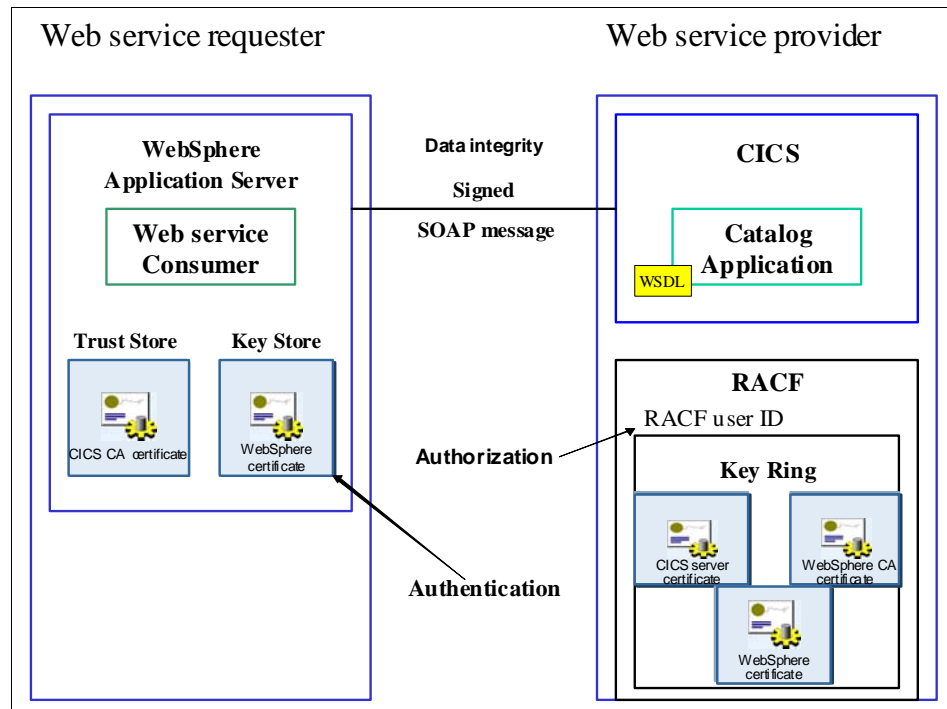 Web service requester
Web service provider
WebSphere
Application Server
Web service
Consumer
Trust Store
Key Store
CICS CA certificate
WebSphere
certificate
Data integrity
Signed
SOAP message
Authorization
Authentication
CICS
Catalog
Application
WSDL
RACF
RACF user ID
Key Ring
CICS server
certificate
WebSphere CA
certificate
WebSphere
certificate